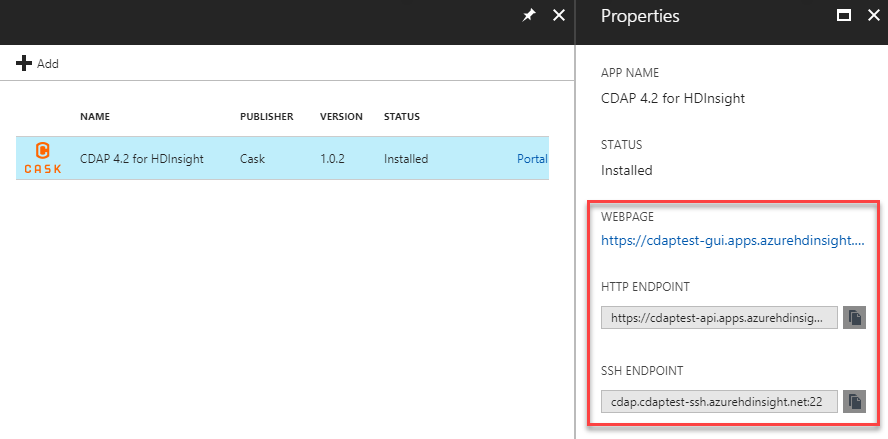 Properties
Add
NAME PUBLISHER VERSION STATUS
CASK CDAP 4.2 for HDInsight Cask 1.0.2 Installed Portal
APP NAME
CDAP 4.2 for HDInsight
STATUS
Installed
WEBPAGE
https://cdaptest-gui.apps.azurehdinsight....
HTTP ENDPOINT
https://cdaptest-api.apps.azurehdinsig...
SSH ENDPOINT
cdap.cdaptest-ssh.azurehdinsight.net:22